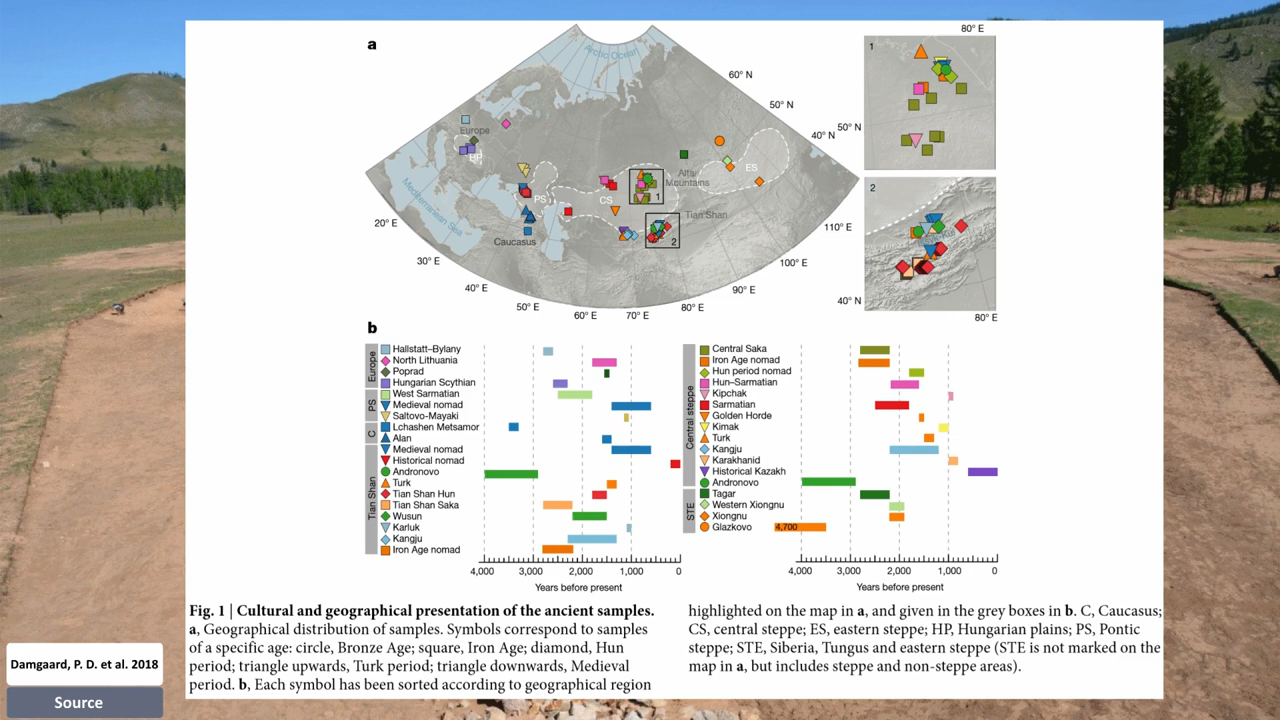 a
Arctic Ocean
60° N
50° N
40° N
Europe
HP
Mediterranean Sea
PS
CS
1
Altai
Mountains
ES
Tian Shan
2
Caucasus
20° E
30° E
40° E
50° E
60° E
70° E
80° E
90° E
100° E
110° E
80° E
1
50° N
2
40° N
80° E
b
Europe
Hallstatt–Bylany
North Lithuania
Poprad
Hungarian Scythian
PS
West Sarmatian
Medieval nomad
Saltovo-Mayaki
C
Lchashen Metsamor
Alan
Tian Shan
Medieval nomad
Historical nomad
Andronovo
Turk
Tian Shan Hun
Tian Shan Saka
Wusun
Karluk
Kangju
Iron Age nomad
4,000 3,000 2,000 1,000 0
Years before present
Central steppe
Central Saka
Iron Age nomad
Hun period nomad
Hun–Sarmatian
Kipchak
Sarmatian
Golden Horde
Kimak
Turk
Kangju
Karakhanid
Historical Kazakh
Andronovo
STE
Tagar
Western Xiongnu
Xiongnu
Glazkovo
4,700
4,000 3,000 2,000 1,000 0
Years before present
Fig. 1 | Cultural and geographical presentation of the ancient samples.
a, Geographical distribution of samples. Symbols correspond to samples
of a specific age: circle, Bronze Age; square, Iron Age; diamond, Hun
period; triangle upwards, Turk period; triangle downwards, Medieval
period. b, Each symbol has been sorted according to geographical region
highlighted on the map in a, and given in the grey boxes in b. C, Caucasus;
CS, central steppe; ES, eastern steppe; HP, Hungarian plains; PS, Pontic
steppe; STE, Siberia, Tungus and eastern steppe (STE is not marked on the
map in a, but includes steppe and non-steppe areas).
Damgaard, P. D. et al. 2018
Source